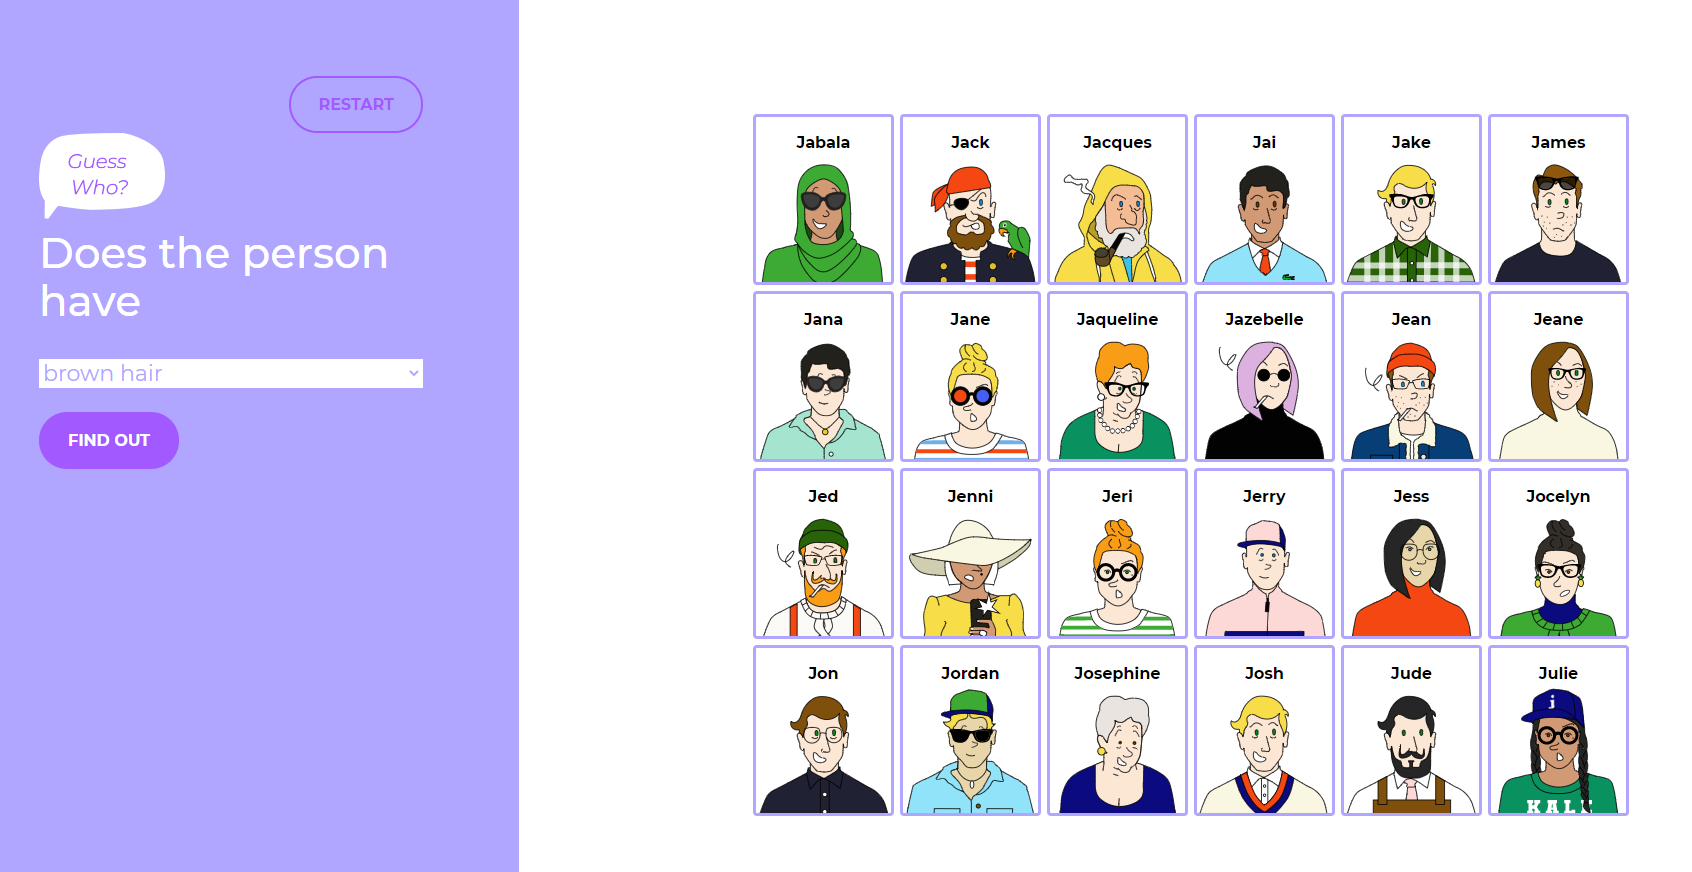 RESTART
Guess
Who?
Does the person
have
brown hair
FIND OUT
Jabala
Jack
Jacques
Jai
Jake
James
Jana
Jane
Jaqueline
Jazebelle
Jean
Jeane
Jed
Jenni
Jeri
Jerry
Jess
Jocelyn
Jon
Jordan
Josephine
Josh
Jude
Julie
j
KALE